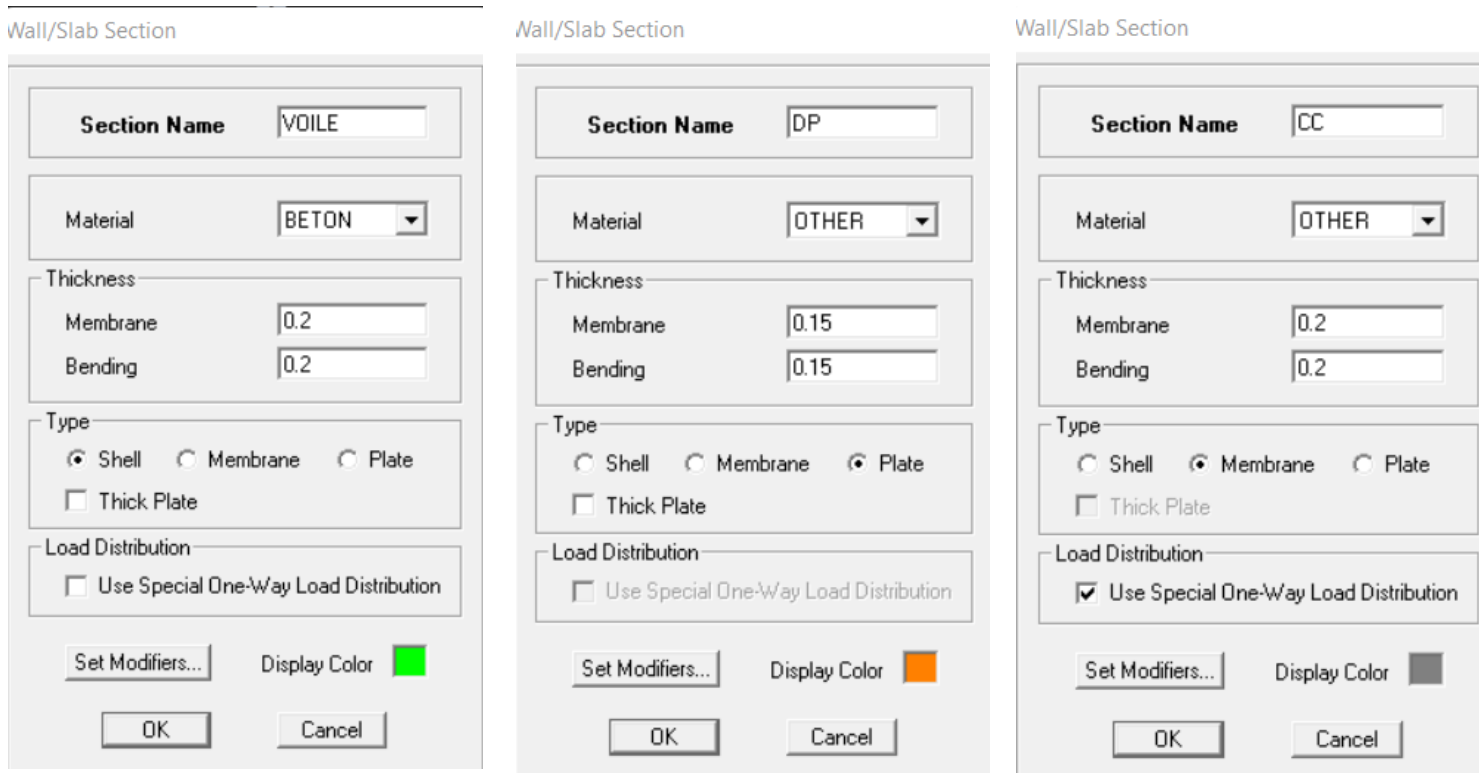 Wall/Slab Section
Section Name VOILE
Material BETON
Thickness
Membrane 0.2
Bending 0.2
Type
Shell Membrane Plate
Thick Plate
Load Distribution
Use Special One-Way Load Distribution
Set Modifiers... Display Color
OK Cancel
Wall/Slab Section
Section Name DP
Material OTHER
Thickness
Membrane 0.15
Bending 0.15
Type
Shell Membrane Plate
Thick Plate
Load Distribution
Use Special One-Way Load Distribution
Set Modifiers... Display Color
OK Cancel
Wall/Slab Section
Section Name CC
Material OTHER
Thickness
Membrane 0.2
Bending 0.2
Type
Shell Membrane Plate
Thick Plate
Load Distribution
Use Special One-Way Load Distribution
Set Modifiers... Display Color
OK Cancel